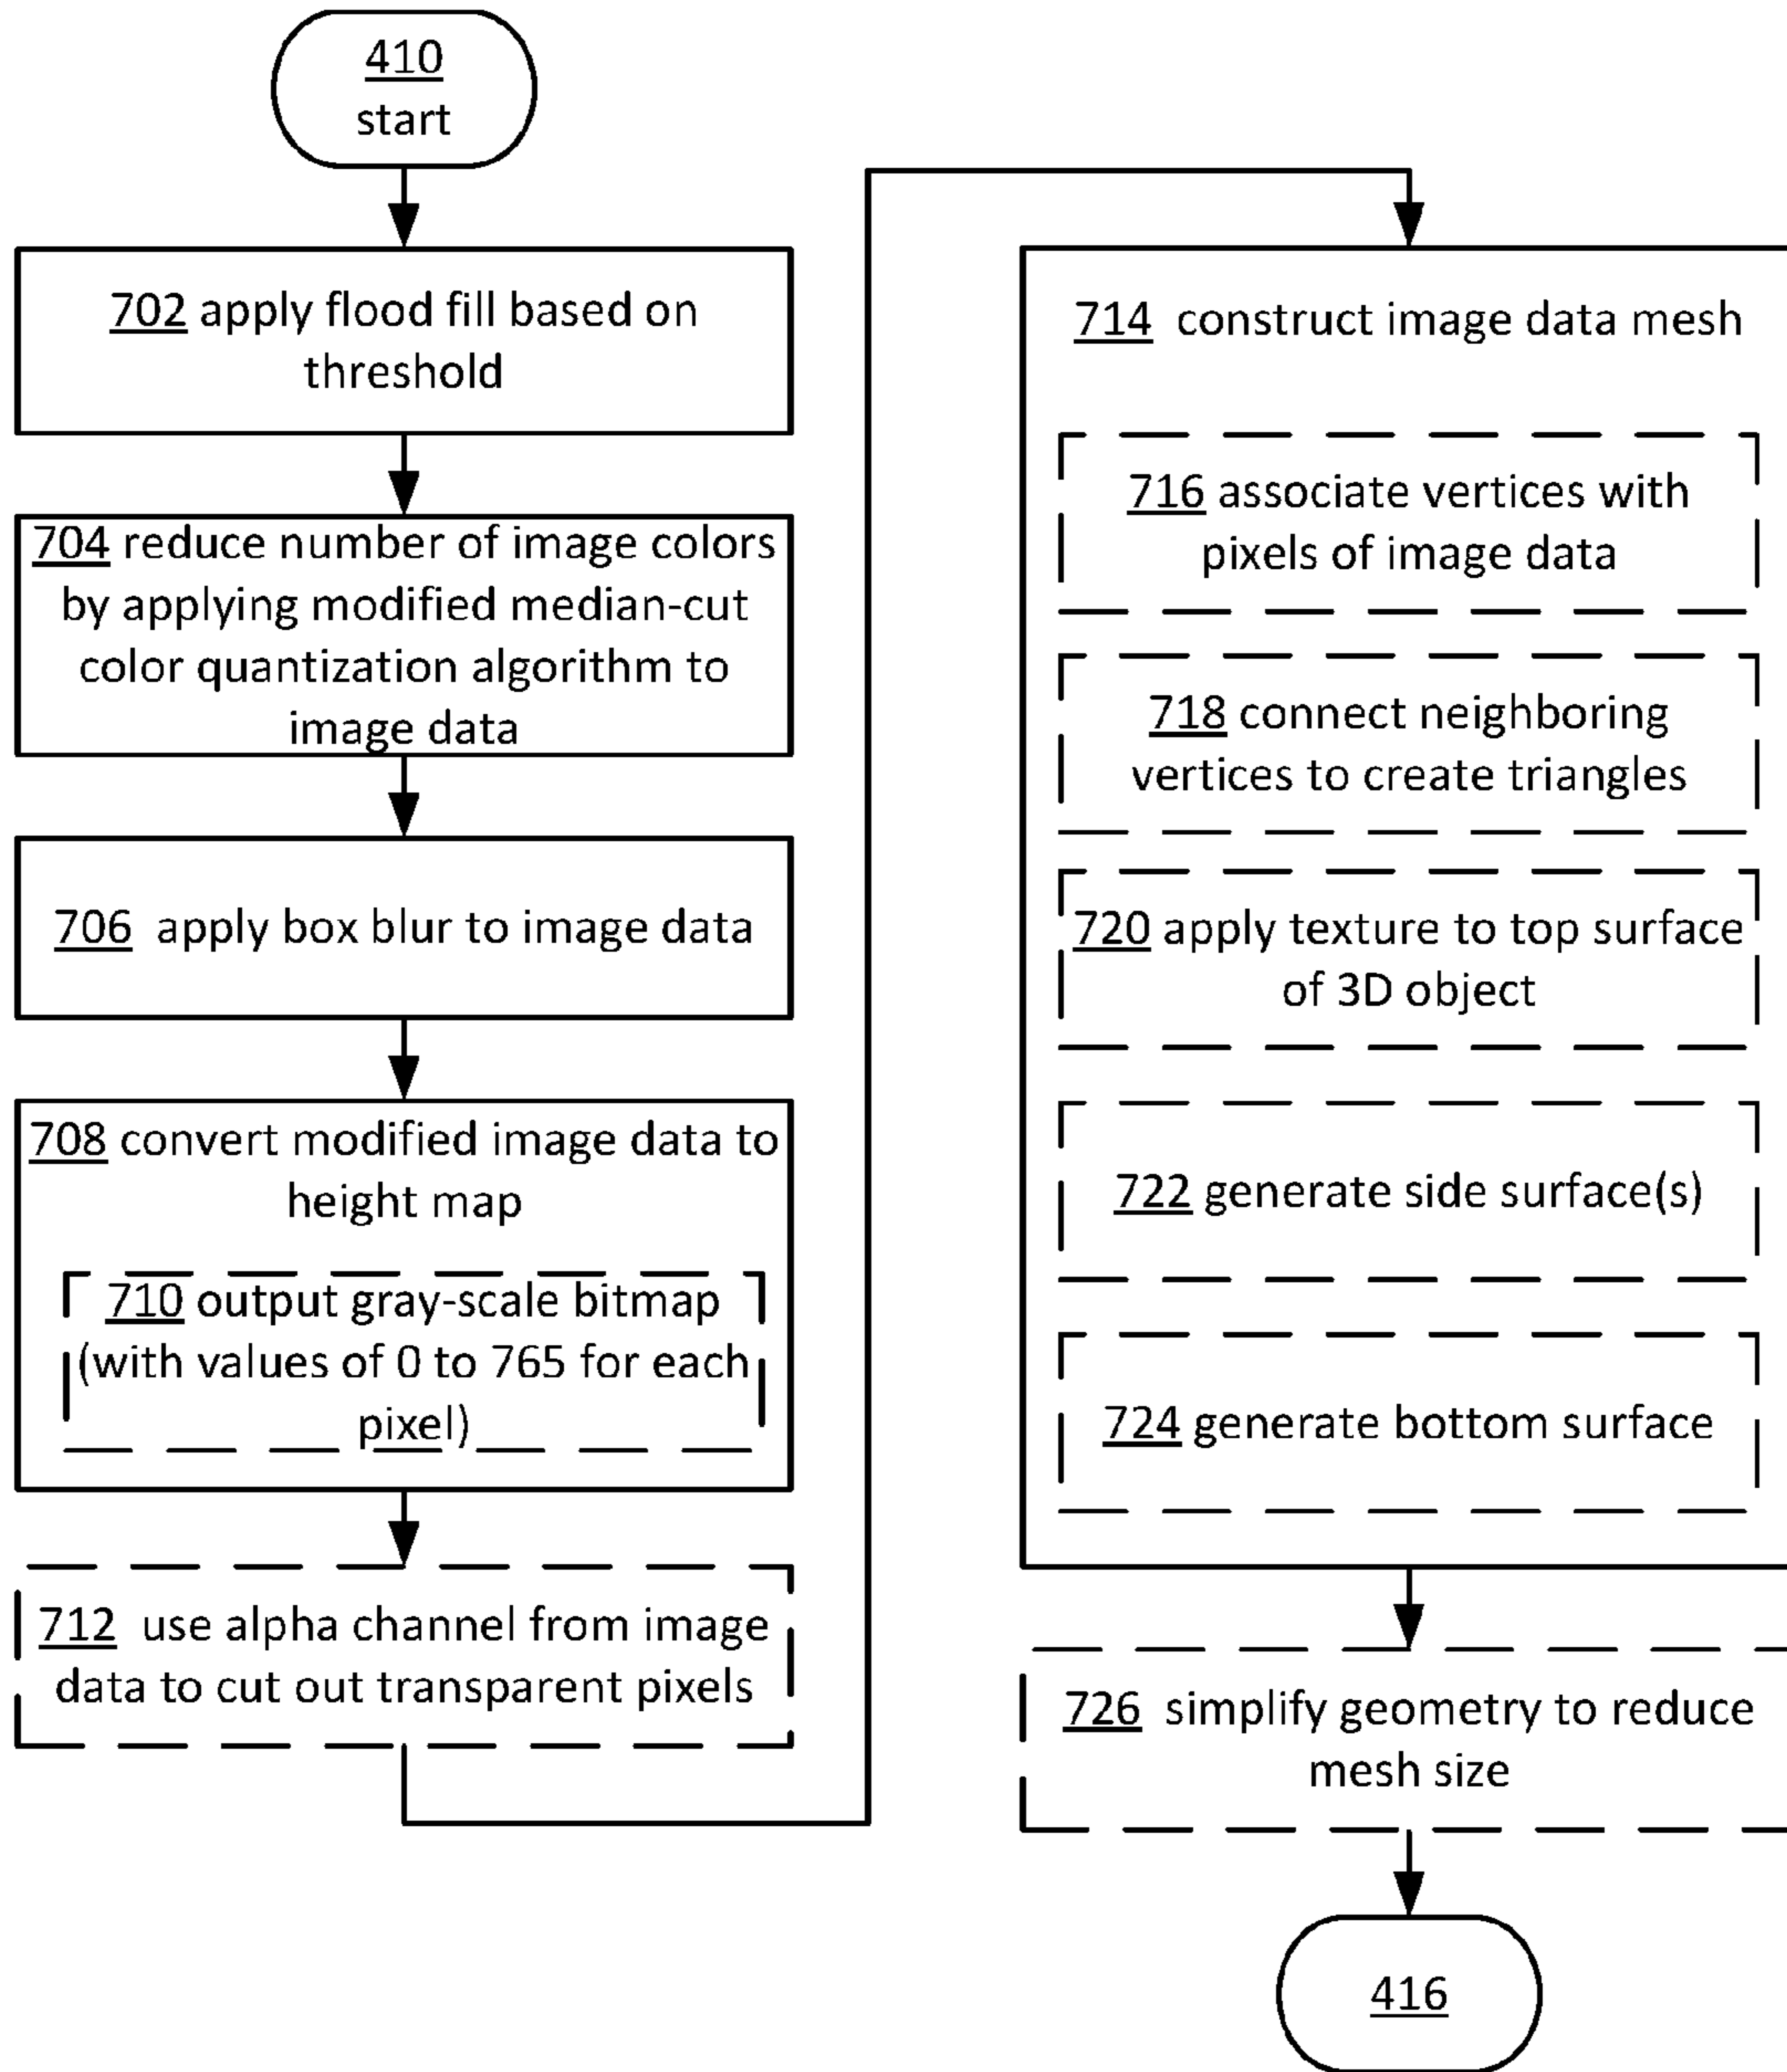 410
start
702 apply flood fill based on
threshold
704 reduce number of image colors
by applying modified median-cut
color quantization algorithm to
image data
706 apply box blur to image data
708 convert modified image data to
height map
710 output gray-scale bitmap
(with values of 0 to 765 for each
pixel)
712 use alpha channel from image
data to cut out transparent pixels
714 construct image data mesh
716 associate vertices with
pixels of image data
718 connect neighboring
vertices to create triangles
720 apply texture to top surface
of 3D object
722 generate side surface(s)
724 generate bottom surface
726 simplify geometry to reduce
mesh size
416